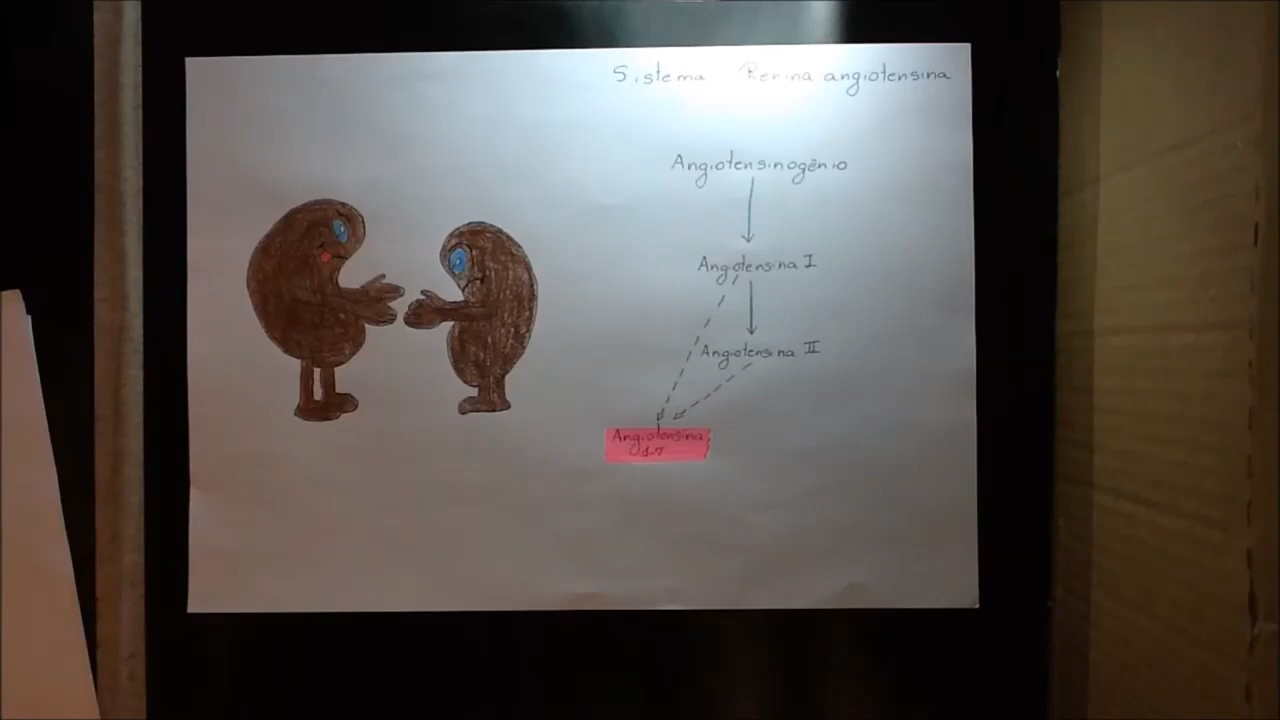 Sistema Renina angiotensina
Angiotensinogênio
Angiotensina I
Angiotensina II
Angiotensina
1-7